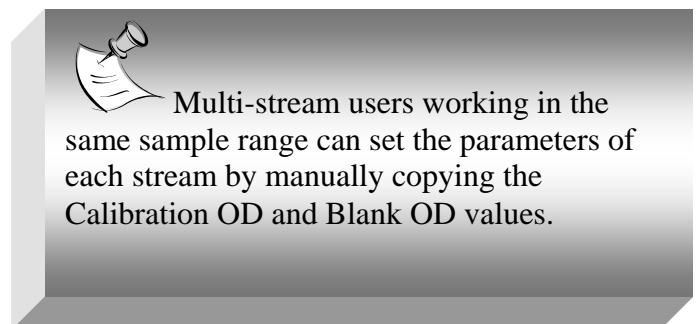 Multi-stream users working in the
same sample range can set the parameters of
each stream by manually copying the
Calibration OD and Blank OD values.